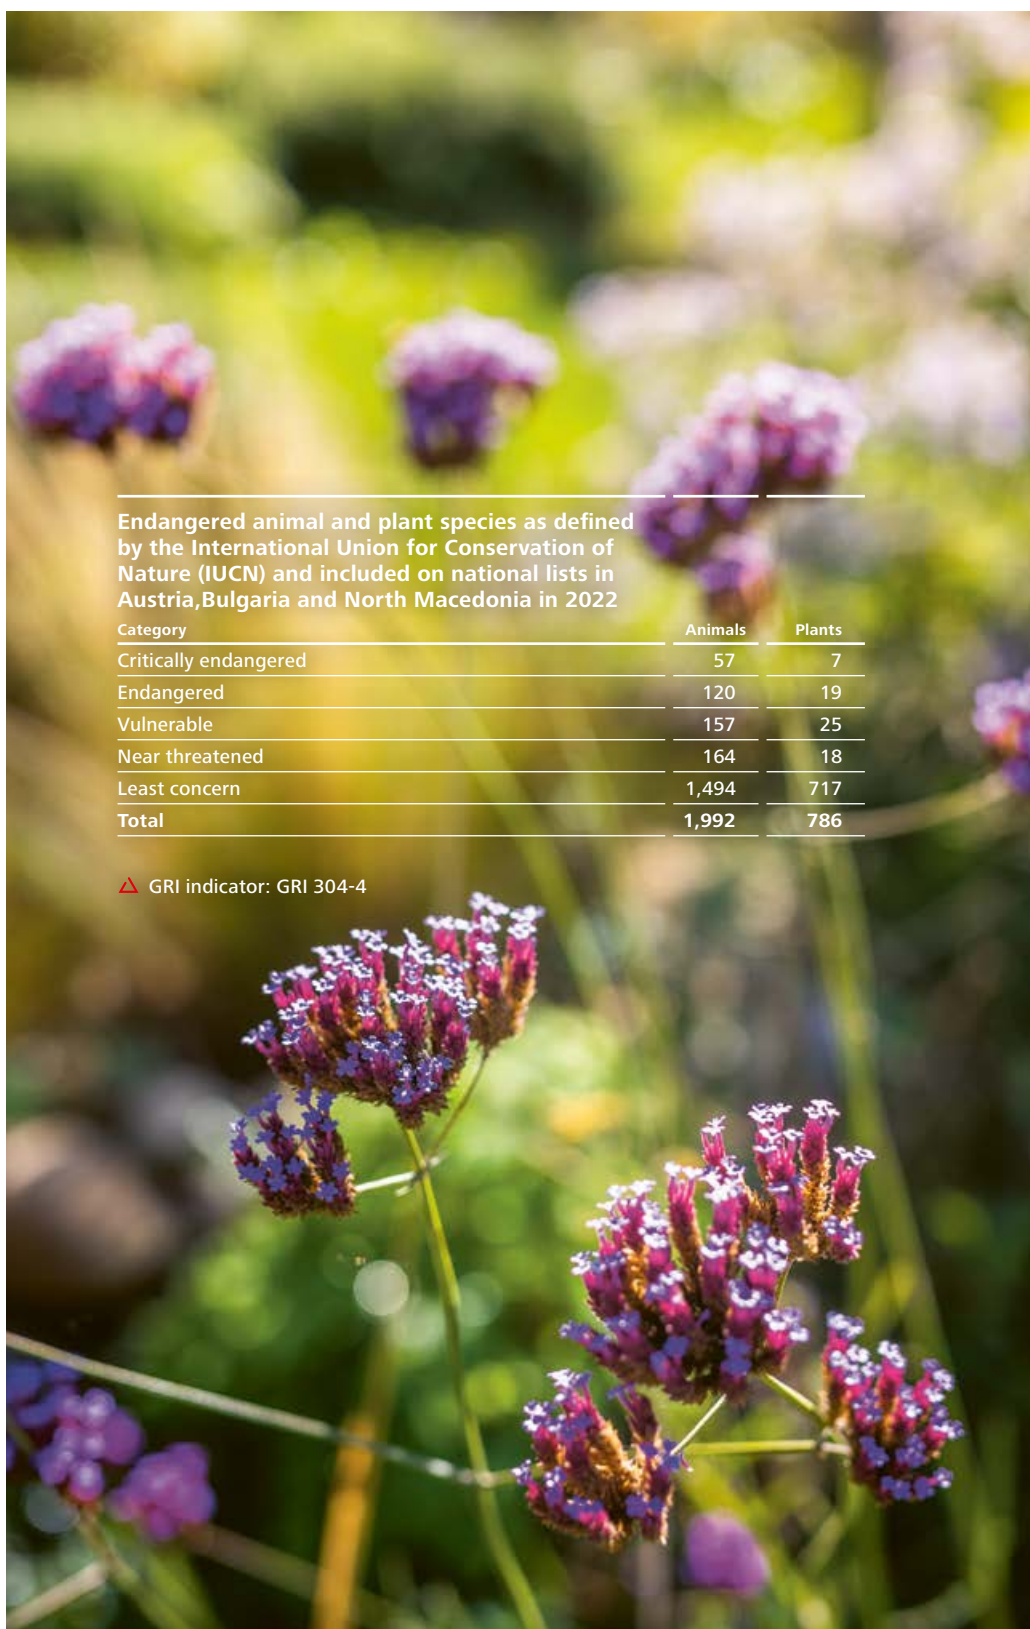 Endangered animal and plant species as defined
by the International Union for Conservation of
Nature (IUCN) and included on national lists in
Austria,Bulgaria and North Macedonia in 2022
Category Animals Plants
Critically endangered 57 7
Endangered 120 19
Vulnerable 157 25
Near threatened 164 18
Least concern 1,494 717
Total 1,992 786
GRI indicator: GRI 304-4